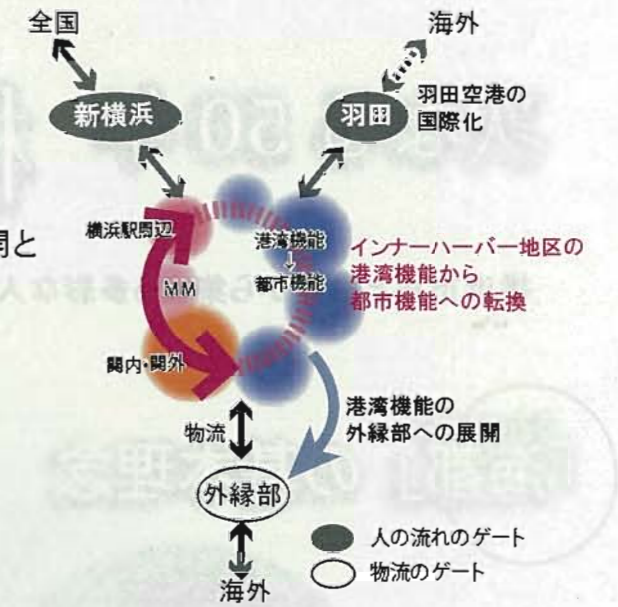 全国
海外
新横浜
羽田
羽田空港の
国際化
横浜駅周辺
港湾機能
↓
都市機能
インナーハーバー地区の
港湾機能から
都市機能への転換
開と
MM
関内・関外
港湾機能の
外縁部への展開
物流
外縁部
海外
人の流れのゲート
物流のゲート